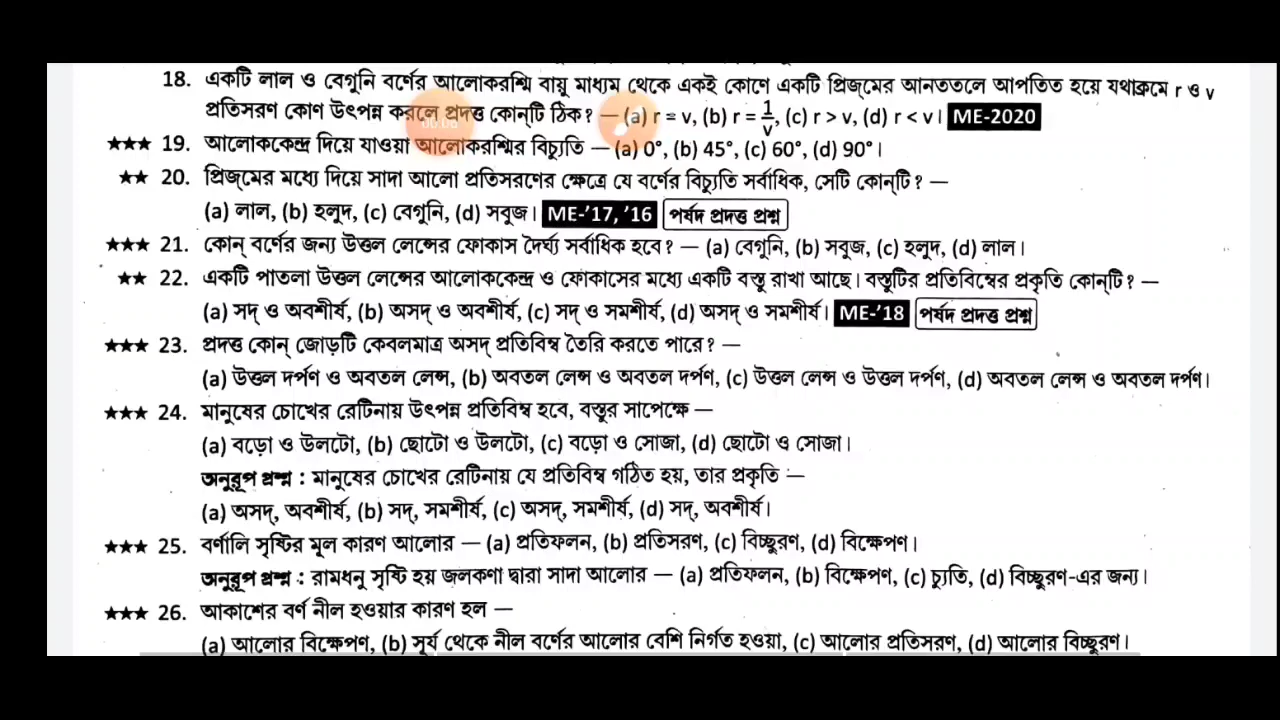 18. একটি লাল ও বেগুনি বর্ণের আলোকরশ্মি বায়ু মাধ্যম থেকে একই কোণে একটি প্রিজ্‌মের আনততলে আপতিত হয়ে যথাক্রমে r ও v
প্রতিসরণ কোণ উৎপন্ন করলে প্রদত্ত কোন্‌টি ঠিক? — (a) r = v, (b) r = 1/v, (c) r > v, (d) r < v। ME-2020
★★★ 19. আলোককেন্দ্র দিয়ে যাওয়া আলোকরশ্মির বিচ্যুতি — (a) 0°, (b) 45°, (c) 60°, (d) 90°।
★★ 20. প্রিজ্‌মের মধ্যে দিয়ে সাদা আলো প্রতিসরণের ক্ষেত্রে যে বর্ণের বিচ্যুতি সর্বাধিক, সেটি কোন্‌টি? —
(a) লাল, (b) হলুদ, (c) বেগুনি, (d) সবুজ। ME-'17, '16 পর্ষদ প্রদত্ত প্রশ্ন
★★★ 21. কোন্ বর্ণের জন্য উত্তল লেন্সের ফোকাস দৈর্ঘ্য সর্বাধিক হবে? — (a) বেগুনি, (b) সবুজ, (c) হলুদ, (d) লাল।
★★ 22. একটি পাতলা উত্তল লেন্সের আলোককেন্দ্র ও ফোকাসের মধ্যে একটি বস্তু রাখা আছে। বস্তুটির প্রতিবিম্বের প্রকৃতি কোন্‌টি? —
(a) সদ্ ও অবশীর্ষ, (b) অসদ্ ও অবশীর্ষ, (c) সদ্ ও সমশীর্ষ, (d) অসদ্ ও সমশীর্ষ। ME-'18 পর্ষদ প্রদত্ত প্রশ্ন
★★★ 23. প্রদত্ত কোন্ জোড়টি কেবলমাত্র অসদ্ প্রতিবিম্ব তৈরি করতে পারে? —
(a) উত্তল দর্পণ ও অবতল লেন্স, (b) অবতল লেন্স ও অবতল দর্পণ, (c) উত্তল লেন্স ও উত্তল দর্পণ, (d) অবতল লেন্স ও অবতল দর্পণ।
★★★ 24. মানুষের চোখের রেটিনায় উৎপন্ন প্রতিবিম্ব হবে, বস্তুর সাপেক্ষে —
(a) বড়ো ও উলটো, (b) ছোটো ও উলটো, (c) বড়ো ও সোজা, (d) ছোটো ও সোজা।
অনুরূপ প্রশ্ন : মানুষের চোখের রেটিনায় যে প্রতিবিম্ব গঠিত হয়, তার প্রকৃতি —
(a) অসদ্, অবশীর্ষ, (b) সদ্, সমশীর্ষ, (c) অসদ্, সমশীর্ষ, (d) সদ্, অবশীর্ষ।
★★★ 25. বর্ণালি সৃষ্টির মূল কারণ আলোর — (a) প্রতিফলন, (b) প্রতিসরণ, (c) বিচ্ছুরণ, (d) বিক্ষেপণ।
অনুরূপ প্রশ্ন : রামধনু সৃষ্টি হয় জলকণা দ্বারা সাদা আলোর — (a) প্রতিফলন, (b) বিক্ষেপণ, (c) চ্যুতি, (d) বিচ্ছুরণ-এর জন্য।
★★★ 26. আকাশের বর্ণ নীল হওয়ার কারণ হল —
(a) আলোর বিক্ষেপণ, (b) সূর্য থেকে নীল বর্ণের আলোর বেশি নির্গত হওয়া, (c) আলোর প্রতিসরণ, (d) আলোর বিচ্ছুরণ।